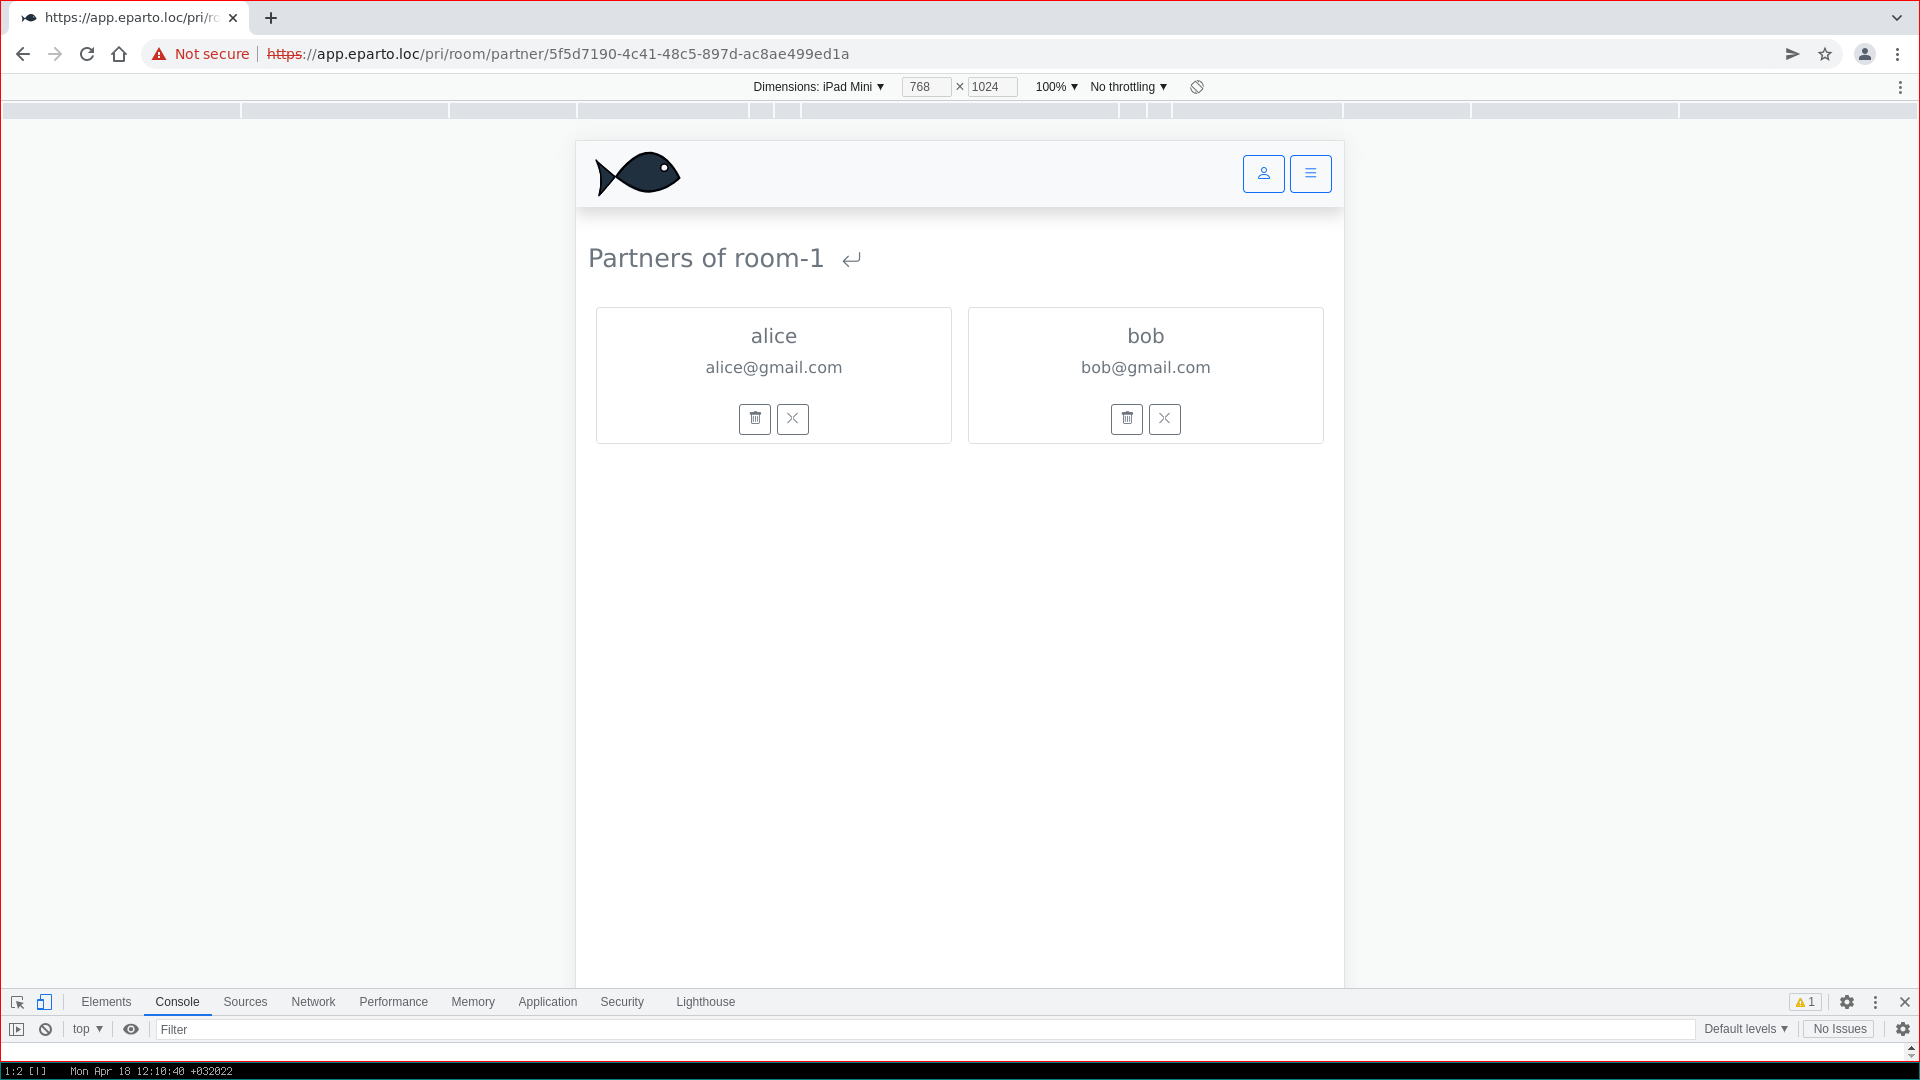 https://app.eparto.loc/pri/ro
Not secure https://app.eparto.loc/pri/room/partner/5f5d7190-4c41-48c5-897d-ac8ae499ed1a
Dimensions: iPad Mini 768 × 1024 100% No throttling
Partners of room-1
alice
alice@gmail.com
bob
bob@gmail.com
Elements Console Sources Network Performance Memory Application Security Lighthouse 1
top Filter Default levels No Issues
1:2 [|] Mon Apr 18 12:10:40 +032022